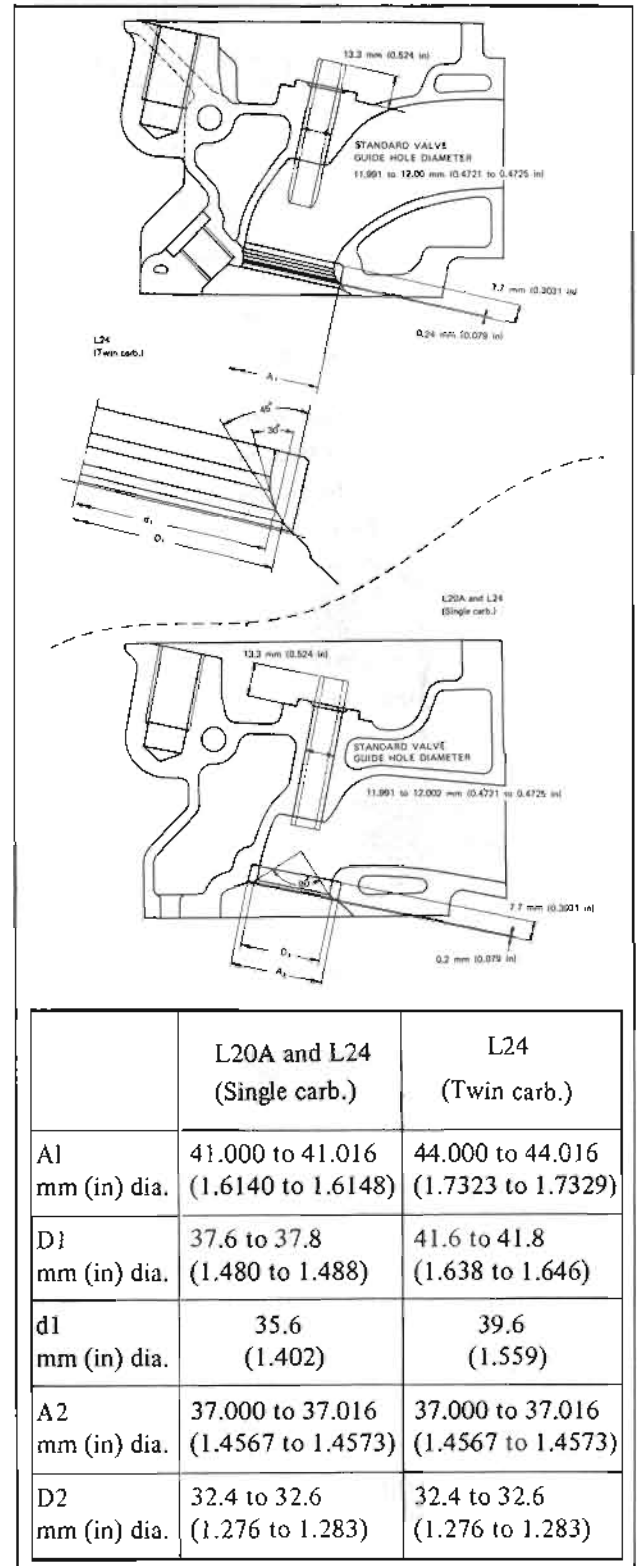 13.3 mm (0.524 in)
STANDARD VALVE
GUIDE HOLE DIAMETER
11.991 to 12.00 mm (0.4721 to 0.4725 in)
7.7 mm (0.3031 in)
0.24 mm (0.079 in)
L24
(Twin carb.)
A₁
45°
30°
d₁
D₁
L20A and L24
(Single carb.)
13.3 mm (0.524 in)
STANDARD VALVE
GUIDE HOLE DIAMETER
11.991 to 12.002 mm (0.4721 to 0.4725 in)
90°
7.7 mm (0.3031 in)
0.2 mm (0.079 in)
A₂
L20A and L24
(Single carb.)
L24
(Twin carb.)
A1
mm (in) dia.
41.000 to 41.016
(1.6140 to 1.6148)
44.000 to 44.016
(1.7323 to 1.7329)
D1
mm (in) dia.
37.6 to 37.8
(1.480 to 1.488)
41.6 to 41.8
(1.638 to 1.646)
d1
mm (in) dia.
35.6
(1.402)
39.6
(1.559)
A2
mm (in) dia.
37.000 to 37.016
(1.4567 to 1.4573)
37.000 to 37.016
(1.4567 to 1.4573)
D2
mm (in) dia.
32.4 to 32.6
(1.276 to 1.283)
32.4 to 32.6
(1.276 to 1.283)